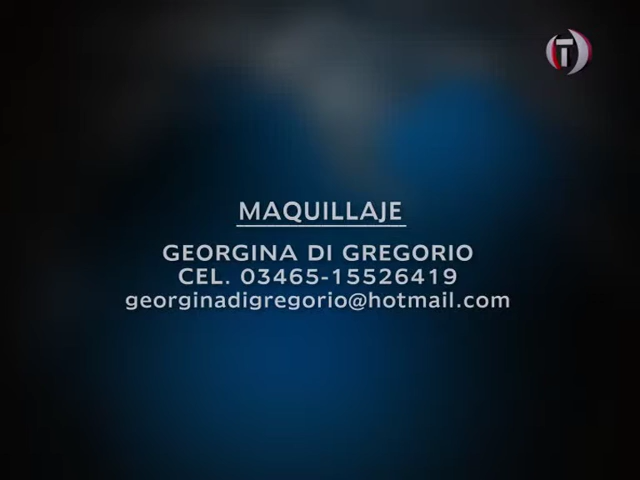 T
MAQUILLAJE
GEORGINA DI GREGORIO
CEL. 03465-15526419
georginadigregorio@hotmail.com